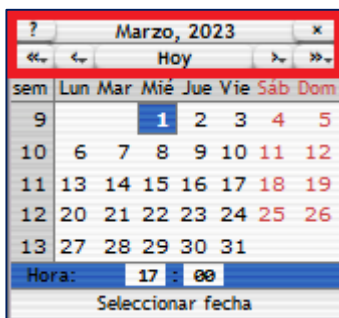 ? Marzo, 2023 ×
«▾ ‹▾ Hoy ›▾ »▾
sem Lun Mar Mié Jue Vie Sáb Dom
9 1 2 3 4 5
10 6 7 8 9 10 11 12
11 13 14 15 16 17 18 19
12 20 21 22 23 24 25 26
13 27 28 29 30 31
Hora: 17 : 00
Seleccionar fecha